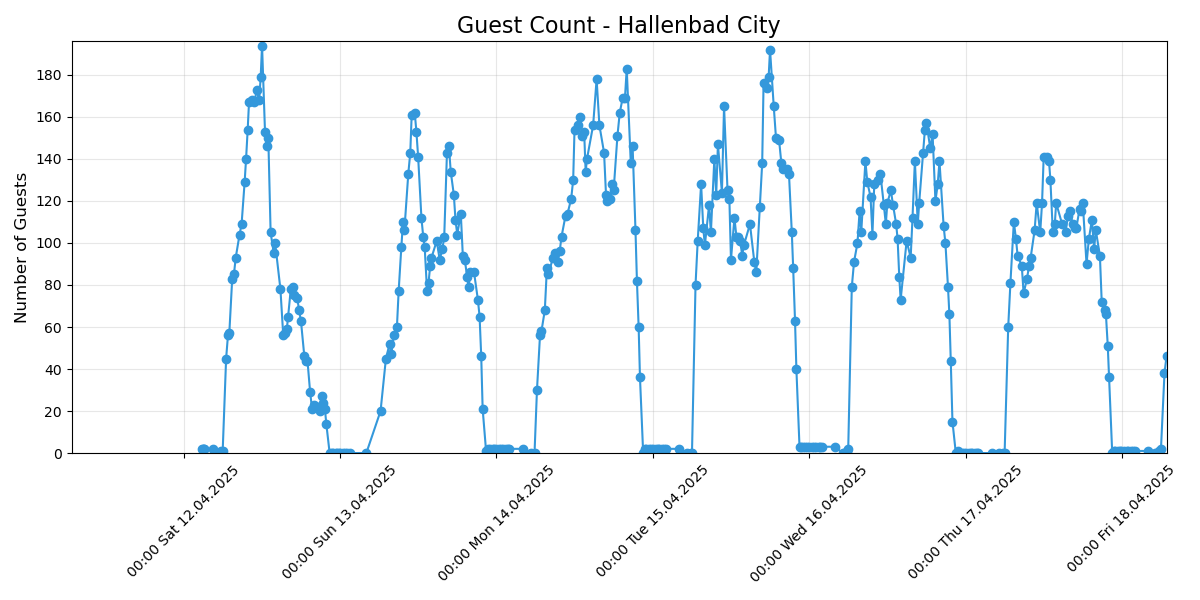 Guest Count - Hallenbad City
Number of Guests
180
160
140
120
100
80
60
40
20
0
00:00 Sat 12.04.2025
00:00 Sun 13.04.2025
00:00 Mon 14.04.2025
00:00 Tue 15.04.2025
00:00 Wed 16.04.2025
00:00 Thu 17.04.2025
00:00 Fri 18.04.2025